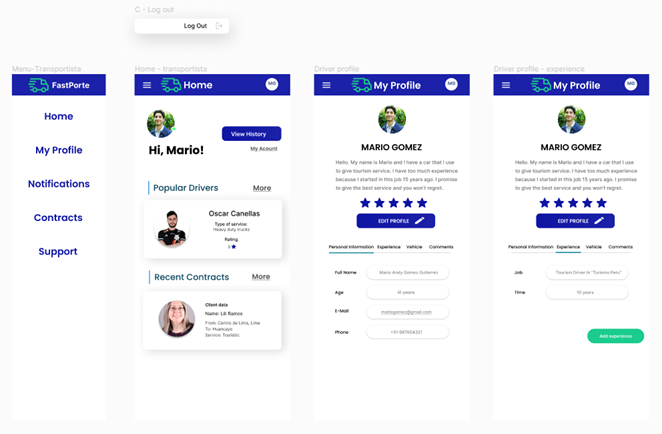 C - Log out
Log Out
Menu-Transportista
FastPorte
Home
My Profile
Notifications
Contracts
Support
Home - transportista
Home
MG
View History
Hi, Mario!
My Acount
Popular Drivers
More
Oscar Canellas
Type of service:
Heavy duty trucks
Rating
5
Recent Contracts
More
Client data
Name: Lili Ramos
From: Centro de Lima, Lima
To: Huancayo
Service: Touristic.
Driver profile
My Profile
MG
MARIO GOMEZ
Hello. My name is Mario and I have a car that I use
to give tourism service. I have too much experience
because I started in this job 15 years ago. I promise
to give the best service and you won't regret.
EDIT PROFILE
Personal Information Experience Vehicle Comments
Full Name
Mario Andy Gomez Gutierrez
Age
41 years
E-Mail
mariogomez@gmail.com
Phone
+51 987654321
Driver profile - experience
My Profile
MG
MARIO GOMEZ
Hello. My name is Mario and I have a car that I use
to give tourism service. I have too much experience
because I started in this job 15 years ago. I promise
to give the best service and you won't regret.
EDIT PROFILE
Personal Information Experience Vehicle Comments
Job
Tourism Driver in "Turismo Peru"
Time
10 years
Add experience